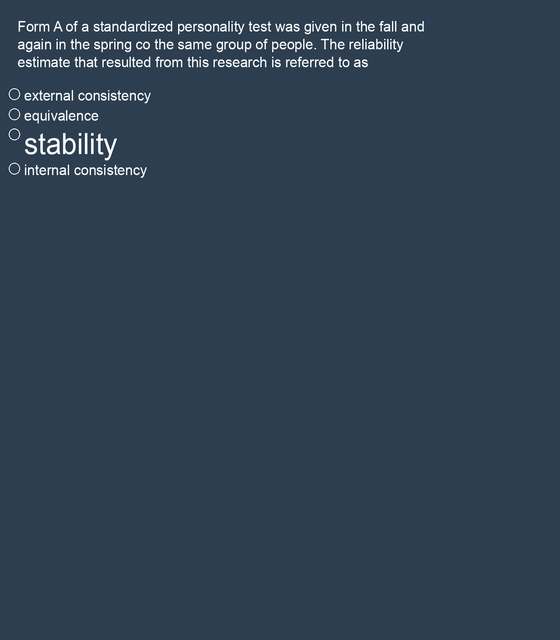 Form A of a standardized personality test was given in the fall and
again in the spring co the same group of people. The reliability
estimate that resulted from this research is referred to as
external consistency
equivalence
stability
internal consistency